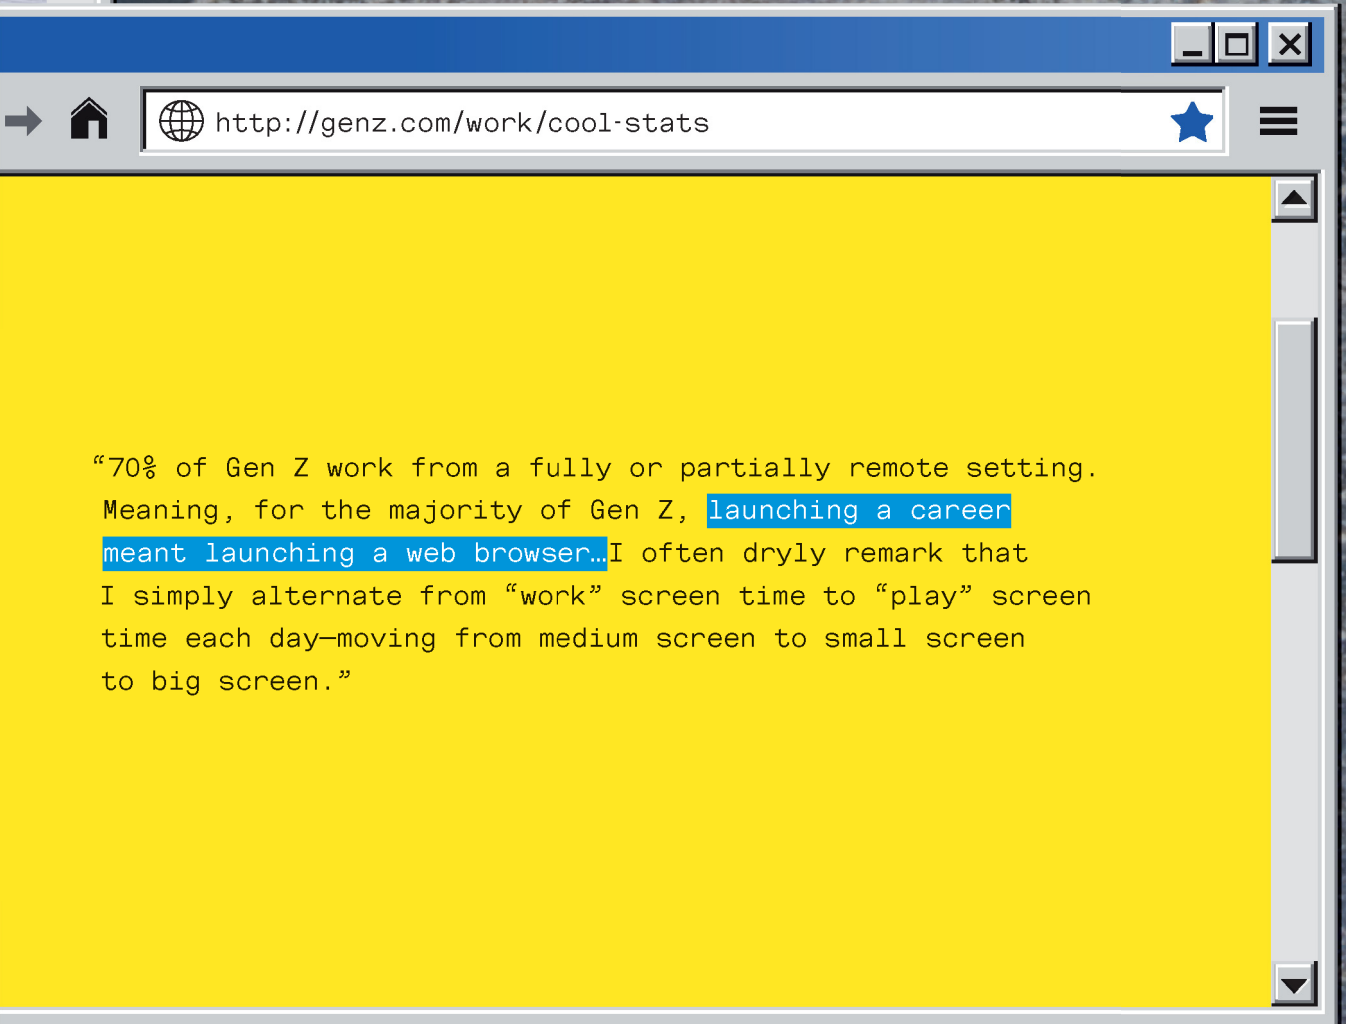 http://genz.com/work/cool-stats
“70% of Gen Z work from a fully or partially remote setting.
Meaning, for the majority of Gen Z, launching a career
meant launching a web browser…I often dryly remark that
I simply alternate from “work” screen time to “play” screen
time each day—moving from medium screen to small screen
to big screen.”